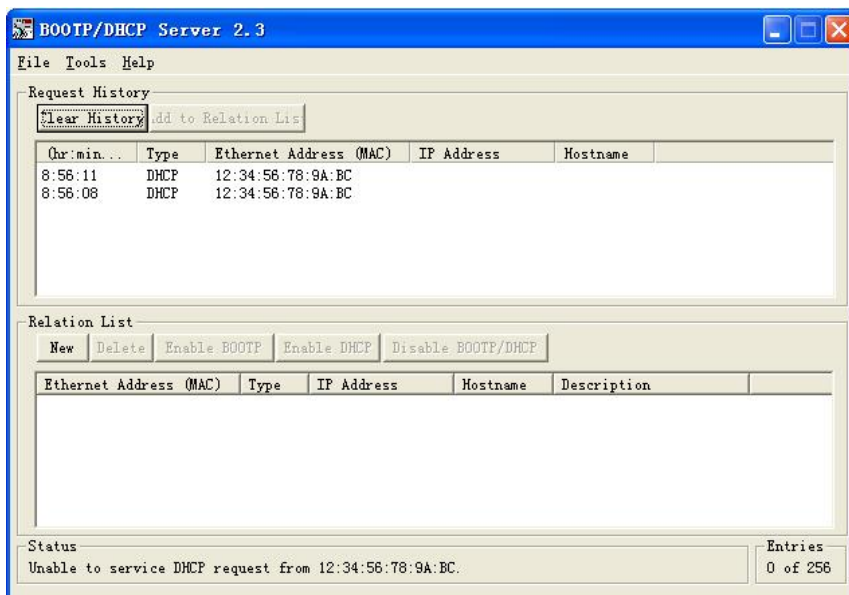 BOOTP/DHCP Server 2.3
File Tools Help
Request History
Clear History dd to Relation Lis
(hr:min... Type Ethernet Address (MAC) IP Address Hostname
8:56:11 DHCP 12:34:56:78:9A:BC
8:56:08 DHCP 12:34:56:78:9A:BC
Relation List
New Delete Enable BOOTP Enable DHCP Disable BOOTP/DHCP
Ethernet Address (MAC) Type IP Address Hostname Description
Status
Unable to service DHCP request from 12:34:56:78:9A:BC.
Entries
0 of 256